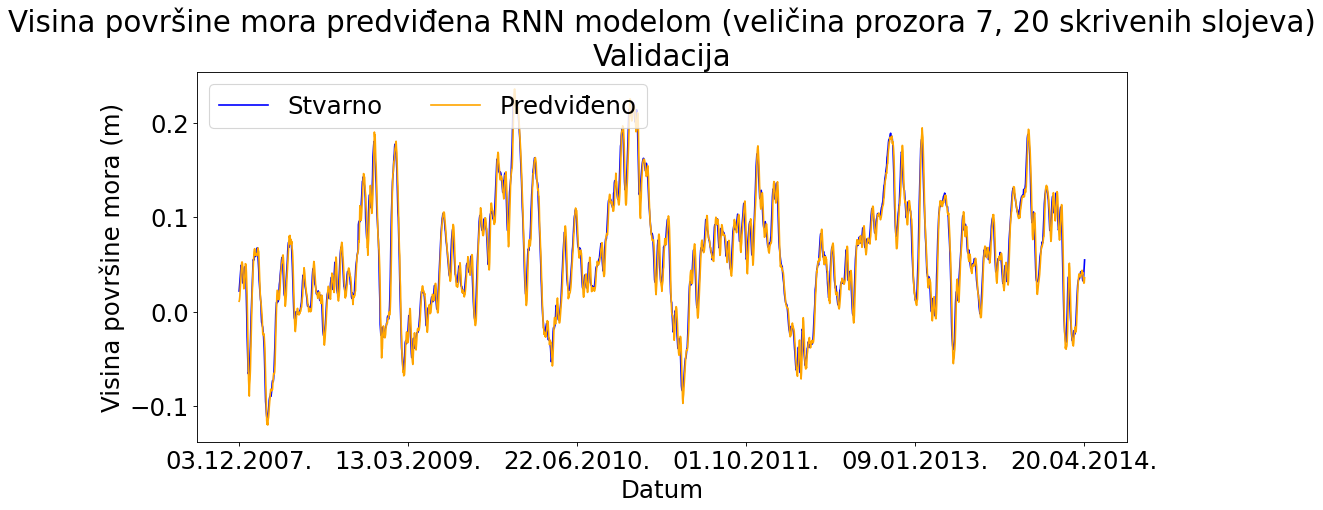 Visina površine mora predviđena RNN modelom (veličina prozora 7, 20 skrivenih slojeva)
Validacija
Stvarno Predviđeno
Visina površine mora (m)
0.2
0.1
0.0
−0.1
03.12.2007. 13.03.2009. 22.06.2010. 01.10.2011. 09.01.2013. 20.04.2014.
Datum